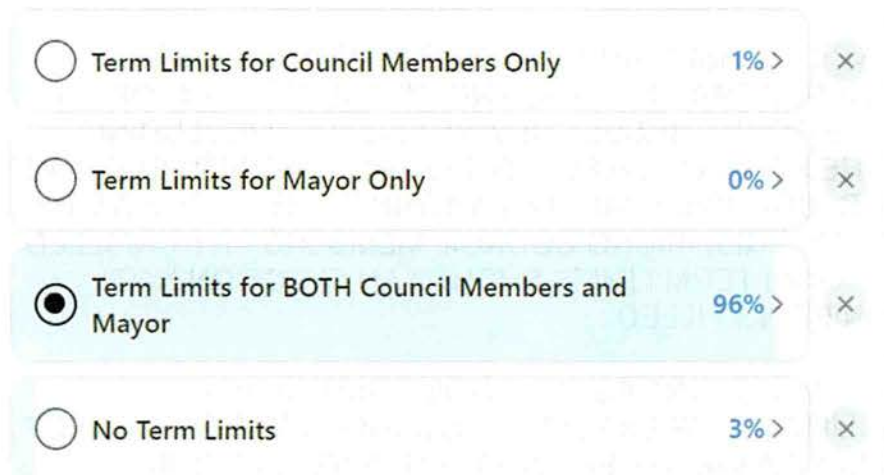 Term Limits for Council Members Only 1% >
Term Limits for Mayor Only 0% >
Term Limits for BOTH Council Members and
Mayor 96% >
No Term Limits 3% >